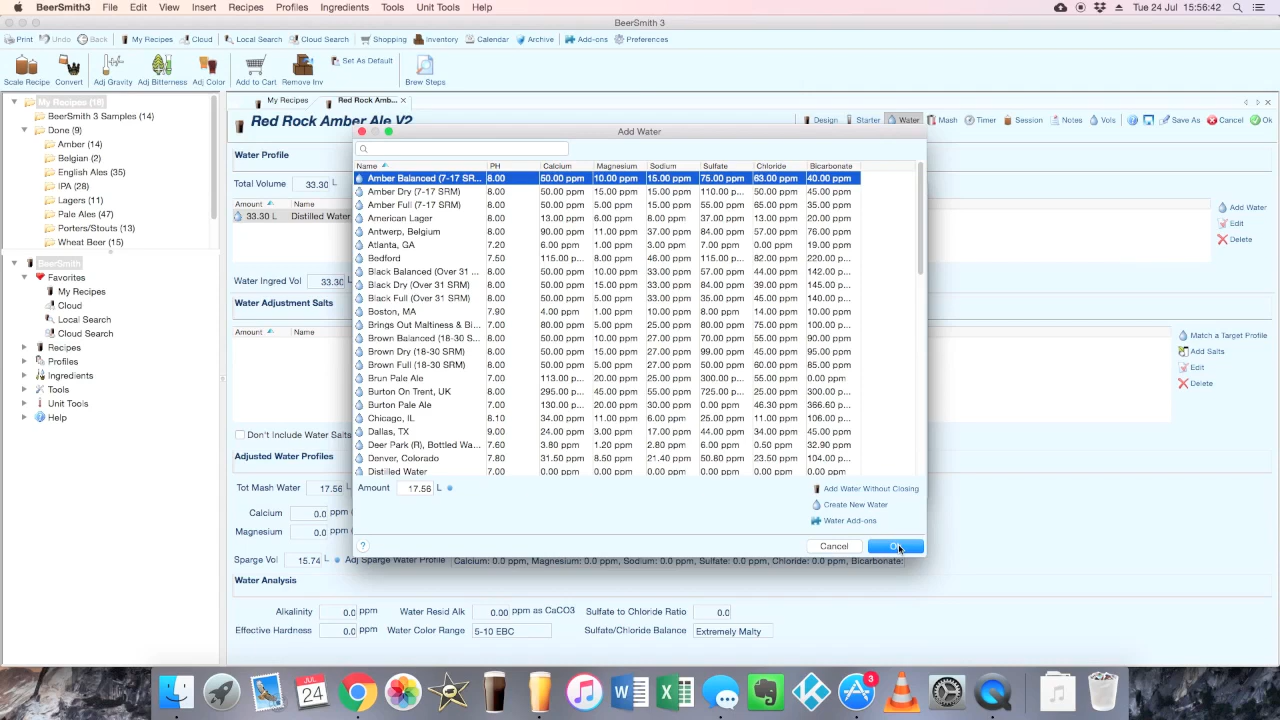 BeerSmith3 File Edit View Insert Recipes Profiles Ingredients Tools Unit Tools Help Tue 24 Jul 15:56:42
BeerSmith 3
Print Undo Back My Recipes Cloud Local Search Cloud Search Shopping Inventory Calendar Archive Add-ons Preferences
Set As Default
Scale Recipe Convert Adj Gravity Adj Bitterness Adj Color Add to Cart Remove Inv Brew Steps
My Recipes (18)
BeerSmith 3 Samples (14)
Done (9)
Amber (14)
Belgian (2)
English Ales (35)
IPA (28)
Lagers (11)
Pale Ales (47)
Porters/Stouts (13)
Wheat Beer (15)
BeerSmith
Favorites
My Recipes
Cloud
Local Search
Cloud Search
Recipes
Profiles
Ingredients
Tools
Unit Tools
Help
My Recipes Red Rock Amb...
Red Rock Amber Ale V2 Design Starter Water Mash Timer Session Notes Vols Save As Cancel Ok
Water Profile
Total Volume 33.30 L
Amount Name
33.30 L Distilled Water
Add Water
Edit
Delete
Water Ingred Vol 33.30
Water Adjustment Salts
Amount Name
Match a Target Profile
Add Salts
Edit
Delete
Don't Include Water Salts
Adjusted Water Profiles
Tot Mash Water 17.56 L
Calcium 0.0 ppm
Magnesium 0.0 ppm
Add Water
Name PH Calcium Magnesium Sodium Sulfate Chloride Bicarbonate
Amber Balanced (7-17 SR... 8.00 50.00 ppm 10.00 ppm 15.00 ppm 75.00 ppm 63.00 ppm 40.00 ppm
Amber Dry (7-17 SRM) 8.00 50.00 ppm 15.00 ppm 15.00 ppm 110.00 p... 50.00 ppm 45.00 ppm
Amber Full (7-17 SRM) 8.00 50.00 ppm 5.00 ppm 15.00 ppm 55.00 ppm 65.00 ppm 35.00 ppm
American Lager 8.00 13.00 ppm 6.00 ppm 8.00 ppm 37.00 ppm 13.00 ppm 20.00 ppm
Antwerp, Belgium 8.00 90.00 ppm 11.00 ppm 37.00 ppm 84.00 ppm 57.00 ppm 76.00 ppm
Atlanta, GA 7.20 6.00 ppm 1.00 ppm 3.00 ppm 7.00 ppm 0.00 ppm 19.00 ppm
Bedford 7.50 115.00 p... 8.00 ppm 46.00 ppm 115.00 p... 82.00 ppm 220.00 p...
Black Balanced (Over 31 ... 8.00 50.00 ppm 10.00 ppm 33.00 ppm 57.00 ppm 44.00 ppm 142.00 p...
Black Dry (Over 31 SRM) 8.00 50.00 ppm 15.00 ppm 33.00 ppm 84.00 ppm 39.00 ppm 145.00 p...
Black Full (Over 31 SRM) 8.00 50.00 ppm 5.00 ppm 33.00 ppm 35.00 ppm 45.00 ppm 140.00 p...
Boston, MA 7.90 4.00 ppm 1.00 ppm 10.00 ppm 8.00 ppm 14.00 ppm 10.00 ppm
Brings Out Maltiness & Bi... 7.00 80.00 ppm 5.00 ppm 25.00 ppm 80.00 ppm 75.00 ppm 100.00 p...
Brown Balanced (18-30 S... 8.00 50.00 ppm 10.00 ppm 27.00 ppm 70.00 ppm 55.00 ppm 90.00 ppm
Brown Dry (18-30 SRM) 8.00 50.00 ppm 15.00 ppm 27.00 ppm 99.00 ppm 45.00 ppm 95.00 ppm
Brown Full (18-30 SRM) 8.00 50.00 ppm 5.00 ppm 27.00 ppm 50.00 ppm 60.00 ppm 85.00 ppm
Brun Pale Ale 7.00 113.00 p... 20.00 ppm 25.00 ppm 300.00 p... 55.00 ppm 0.00 ppm
Burton On Trent, UK 8.00 295.00 p... 45.00 ppm 55.00 ppm 725.00 p... 25.00 ppm 300.00 p...
Burton Pale Ale 7.00 130.00 p... 20.00 ppm 30.00 ppm 0.00 ppm 46.30 ppm 366.60 p...
Chicago, IL 8.10 34.00 ppm 11.00 ppm 6.00 ppm 25.00 ppm 11.00 ppm 106.00 p...
Dallas, TX 9.00 24.00 ppm 3.00 ppm 17.00 ppm 44.00 ppm 34.00 ppm 45.00 ppm
Deer Park (R), Bottled Wa... 7.60 3.80 ppm 1.20 ppm 2.80 ppm 6.00 ppm 0.50 ppm 32.90 ppm
Denver, Colorado 7.80 31.50 ppm 8.50 ppm 21.40 ppm 50.80 ppm 23.50 ppm 104.00 p...
Distilled Water 7.00 0.00 ppm 0.00 ppm 0.00 ppm 0.00 ppm 0.00 ppm 0.00 ppm
Amount 17.56 L
Add Water Without Closing
Create New Water
Water Add-ons
? Cancel
Sparge Vol 15.74 L Adj Sparge Water Profile Calcium: 0.0 ppm, Magnesium: 0.0 ppm, Sodium: 0.0 ppm, Sulfate: 0.0 ppm, Chloride: 0.0 ppm, Bicarbonate:
Water Analysis
Alkalinity 0.0 ppm Water Resid Alk 0.00 ppm as CaCO3 Sulfate to Chloride Ratio 0.0
Effective Hardness 0.0 ppm Water Color Range 5-10 EBC Sulfate/Chloride Balance Extremely Malty
JUL
24
3